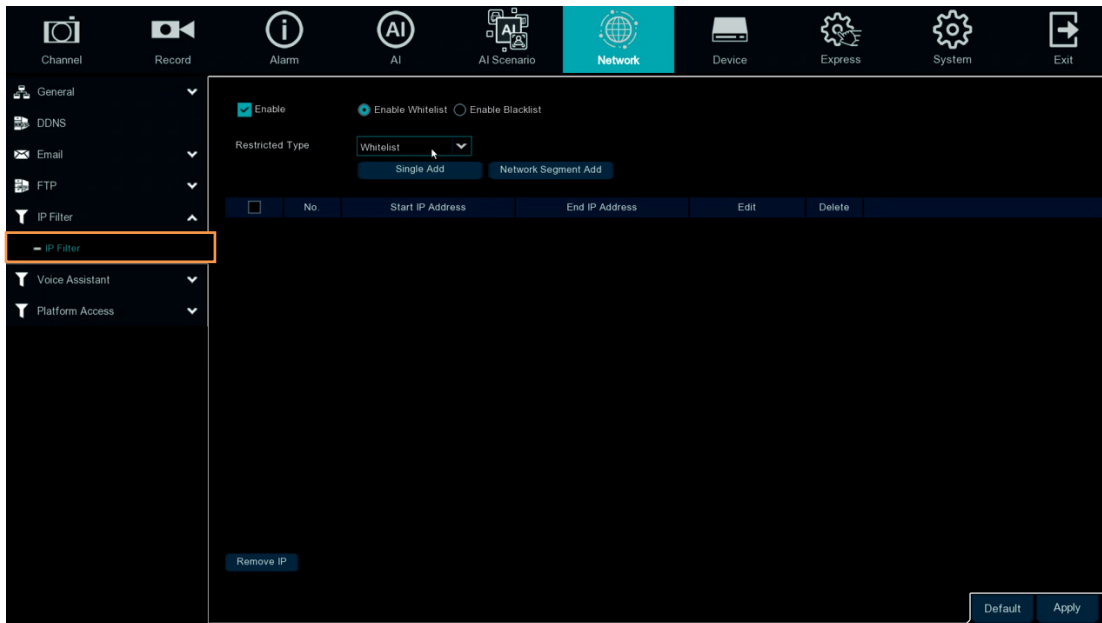 Channel Record Alarm AI AI Scenario Network Device Express System Exit
General
DDNS
Email
FTP
IP Filter
IP Filter
Voice Assistant
Platform Access
Enable Enable Whitelist Enable Blacklist
Restricted Type Whitelist
Single Add Network Segment Add
No. Start IP Address End IP Address Edit Delete
Remove IP
Default Apply